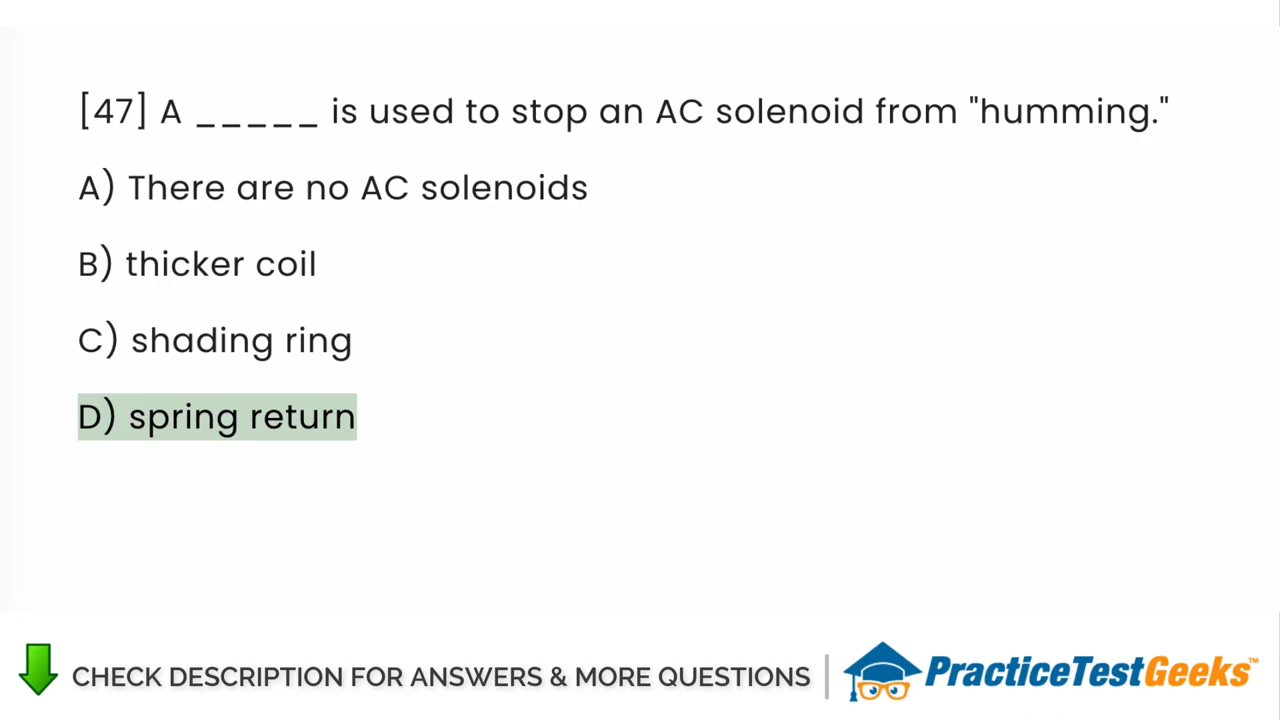 [47] A _____ is used to stop an AC solenoid from "humming."
A) There are no AC solenoids
B) thicker coil
C) shading ring
D) spring return
CHECK DESCRIPTION FOR ANSWERS & MORE QUESTIONS
PracticeTestGeeks™